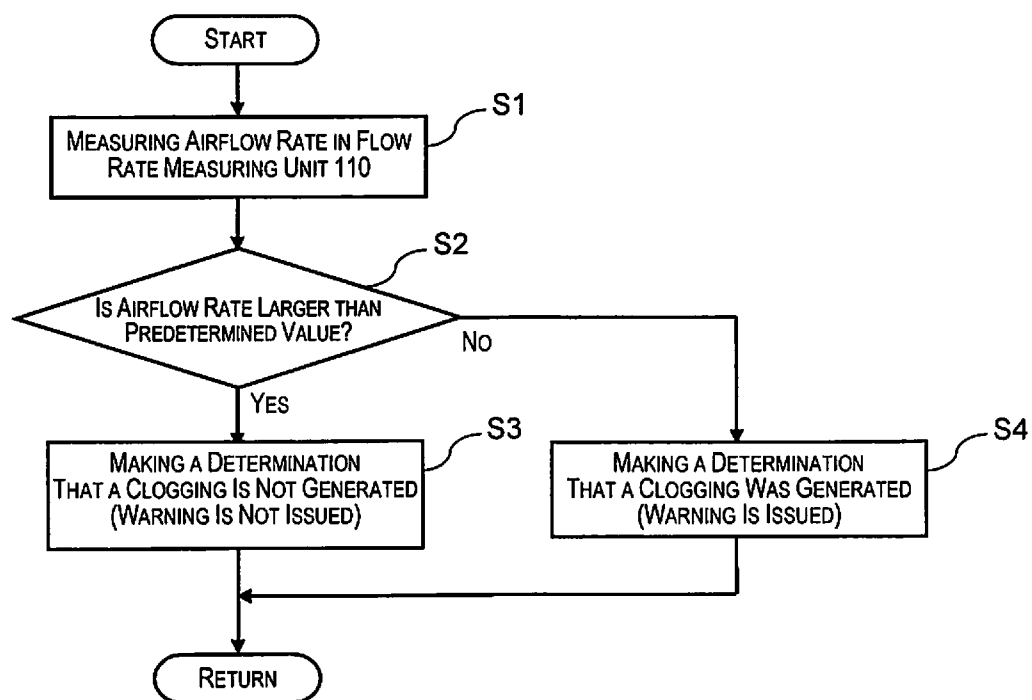 START
S1
MEASURING AIRFLOW RATE IN FLOW
RATE MEASURING UNIT 110
S2
IS AIRFLOW RATE LARGER THAN
PREDETERMINED VALUE?
NO
YES
S3
MAKING A DETERMINATION
THAT A CLOGGING IS NOT GENERATED
(WARNING IS NOT ISSUED)
S4
MAKING A DETERMINATION
THAT A CLOGGING WAS GENERATED
(WARNING IS ISSUED)
RETURN